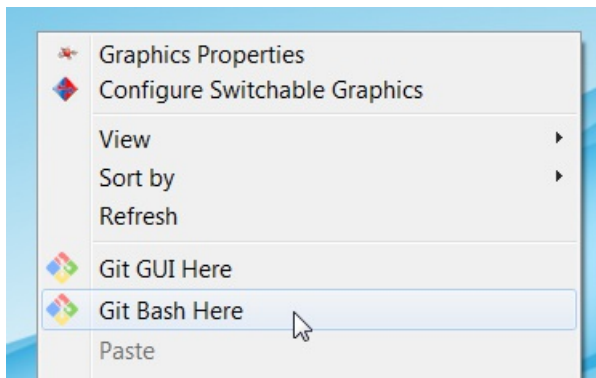 Graphics Properties
Configure Switchable Graphics
View
Sort by
Refresh
Git GUI Here
Git Bash Here
Paste